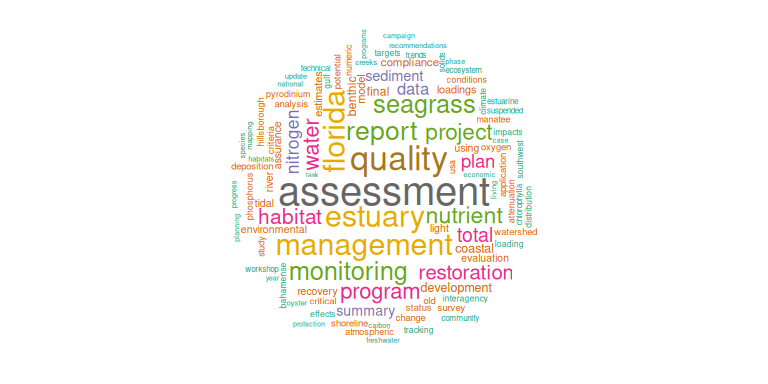 campaign
recommendations
programs
targets
trends
creeks
compliance
solids
phase
technical
gulf
potential
numeric
sediment
ecosystem
update
national
estimates
model
final
data
loadings
conditions
benthic
pyrodinium
analysis
florida
seagrass
climate
estuarine
suspended
manatee
hillsborough
criteria
assurance
nitrogen
water
report
project
impacts
case
species
mapping
habitats
deposition
quality
using
oxygen
usa
plan
southwest
task
economic
application
progress
phosphorus
river
assessment
living
attenuation
chlorophylla
distribution
tidal
habitat
estuary
nutrient
planning
environmental
light
total
watershed
study
management
coastal
loading
evaluation
workshop
year
monitoring
restoration
bahamense
recovery
program
development
oyster
critical
old
interagency
effects
summary
status
survey
protection
shoreline
change
community
carbon
atmospheric
tracking
freshwater